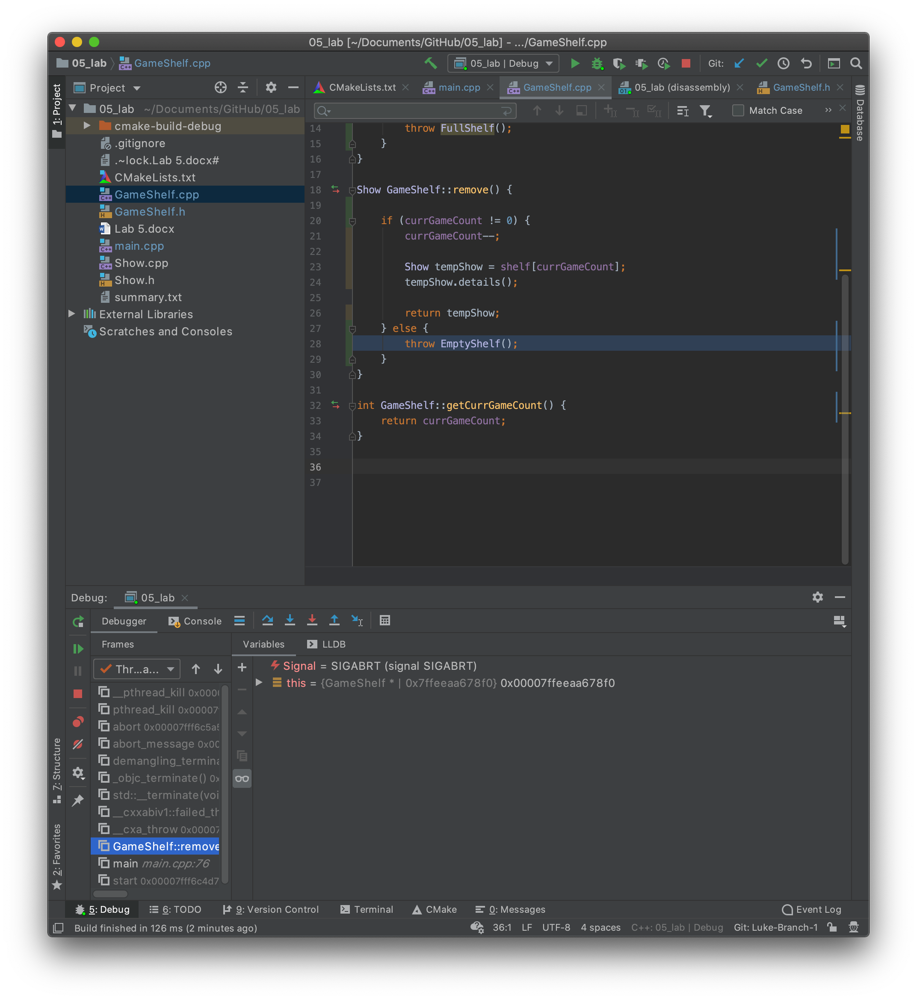 05_lab [~/Documents/GitHub/05_lab] - .../GameShelf.cpp
05_lab GameShelf.cpp 05_lab | Debug Git:
1: Project
Project
CMakeLists.txt main.cpp GameShelf.cpp 05_lab (disassembly) GameShelf.h
Database
05_lab ~/Documents/GitHub/05_lab
cmake-build-debug
.gitignore
.~lock.Lab 5.docx#
CMakeLists.txt
GameShelf.cpp
GameShelf.h
Lab 5.docx
main.cpp
Show.cpp
Show.h
summary.txt
External Libraries
Scratches and Consoles
Match Case
14 throw FullShelf();
15 }
16 }
17
18 Show GameShelf::remove() {
19
20 if (currGameCount != 0) {
21 currGameCount--;
22
23 Show tempShow = shelf[currGameCount];
24 tempShow.details();
25
26 return tempShow;
27 } else {
28 throw EmptyShelf();
29 }
30 }
31
32 int GameShelf::getCurrGameCount() {
33 return currGameCount;
34 }
35
36
37
Debug: 05_lab
Debugger Console
Frames
Thr...a...
Variables LLDB
Signal = SIGABRT (signal SIGABRT)
this = {GameShelf * | 0x7ffeeaa678f0} 0x00007ffeeaa678f0
__pthread_kill 0x000
pthread_kill 0x00007
abort 0x00007fff6c5a5
abort_message 0x00
demangling_termina
_objc_terminate() 0x
std::__terminate(voi
__cxxabiv1::failed_th
__cxa_throw 0x00007
GameShelf::remove
main main.cpp:76
start 0x00007fff6c4d7
7: Structure
2: Favorites
5: Debug 6: TODO 9: Version Control Terminal CMake 0: Messages Event Log
Build finished in 126 ms (2 minutes ago) 36:1 LF UTF-8 4 spaces C++: 05_lab | Debug Git: Luke-Branch-1